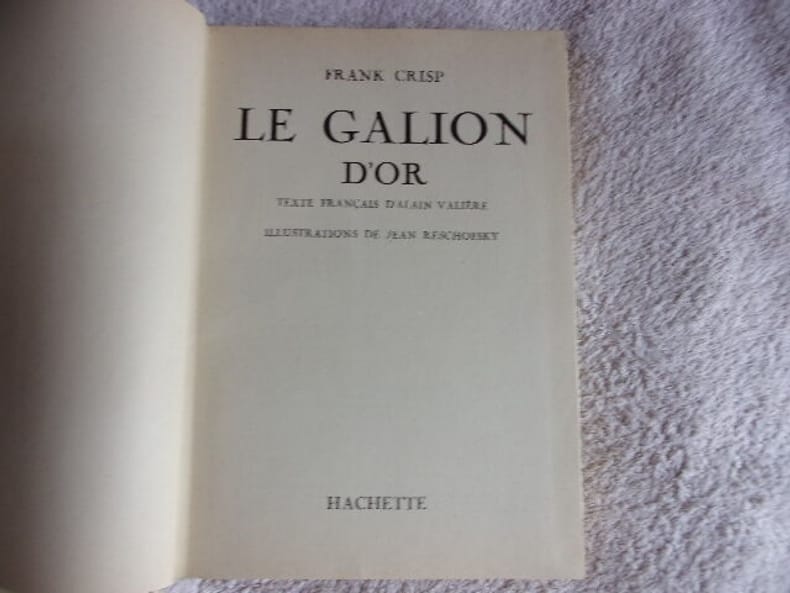 FRANK CRISP
LE GALION
D'OR
TEXTE FRANÇAIS D'ALAIN VALIÈRE
ILLUSTRATIONS DE JEAN RESCHOFSKY
HACHETTE